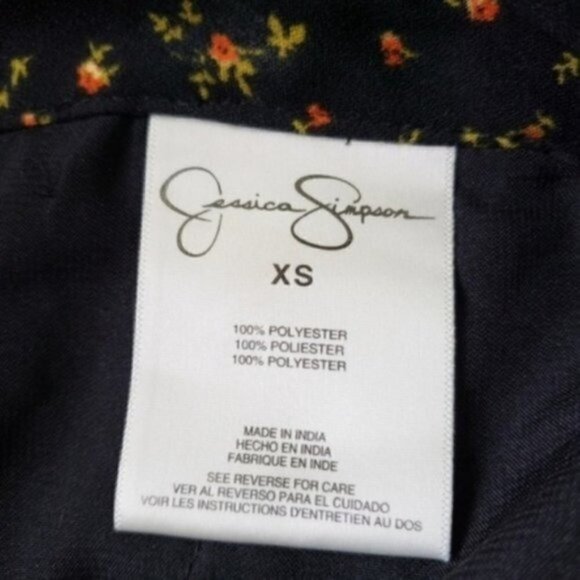 Jessica Simpson
XS
100% POLYESTER
100% POLIESTER
100% POLYESTER
MADE IN INDIA
HECHO EN INDIA
FABRIQUE EN INDE
SEE REVERSE FOR CARE
VER AL REVERSO PARA EL CUIDADO
VOIR LES INSTRUCTIONS D'ENTRETIEN AU DOS